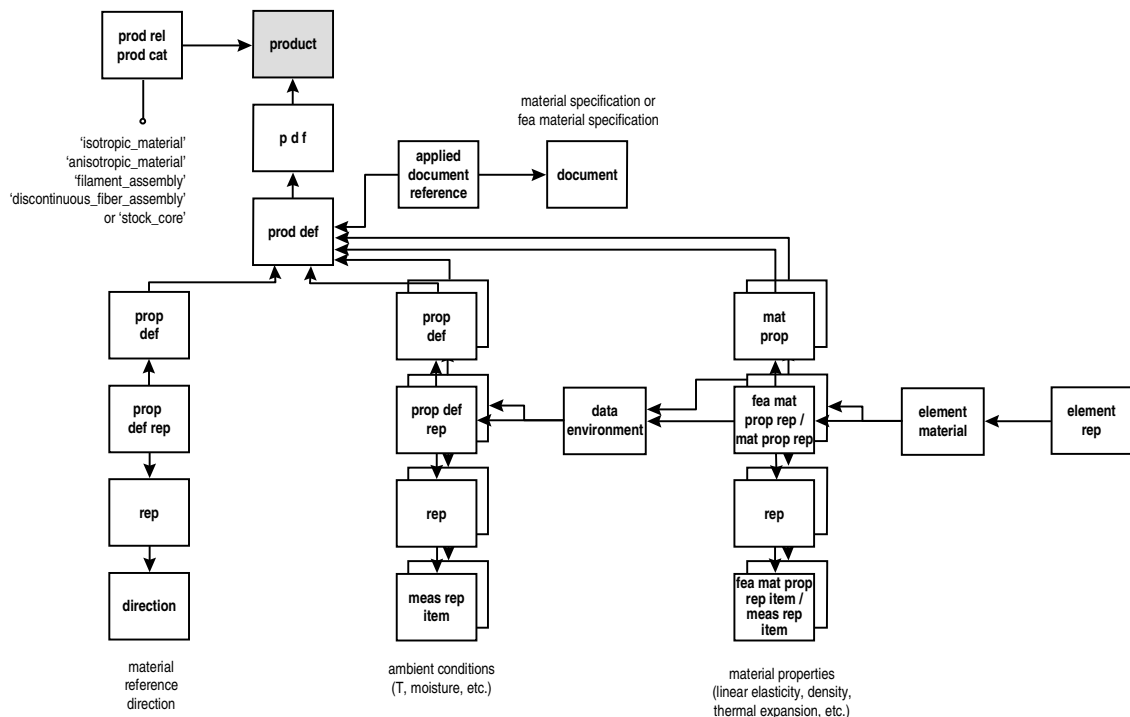 prod rel
prod cat
product
'isotropic_material'
'anisotropic_material'
'filament_assembly'
'discontinuous_fiber_assembly'
or 'stock_core'
p d f
material specification or
fea material specification
applied
document
reference
document
prod def
prop
def
prop
def
mat
prop
prop
def rep
prop def
rep
data
environment
fea mat
prop rep /
mat prop rep
element
material
element
rep
rep
rep
rep
direction
meas rep
item
fea mat prop
rep item /
meas rep
item
material
reference
direction
ambient conditions
(T, moisture, etc.)
material properties
(linear elasticity, density,
thermal expansion, etc.)